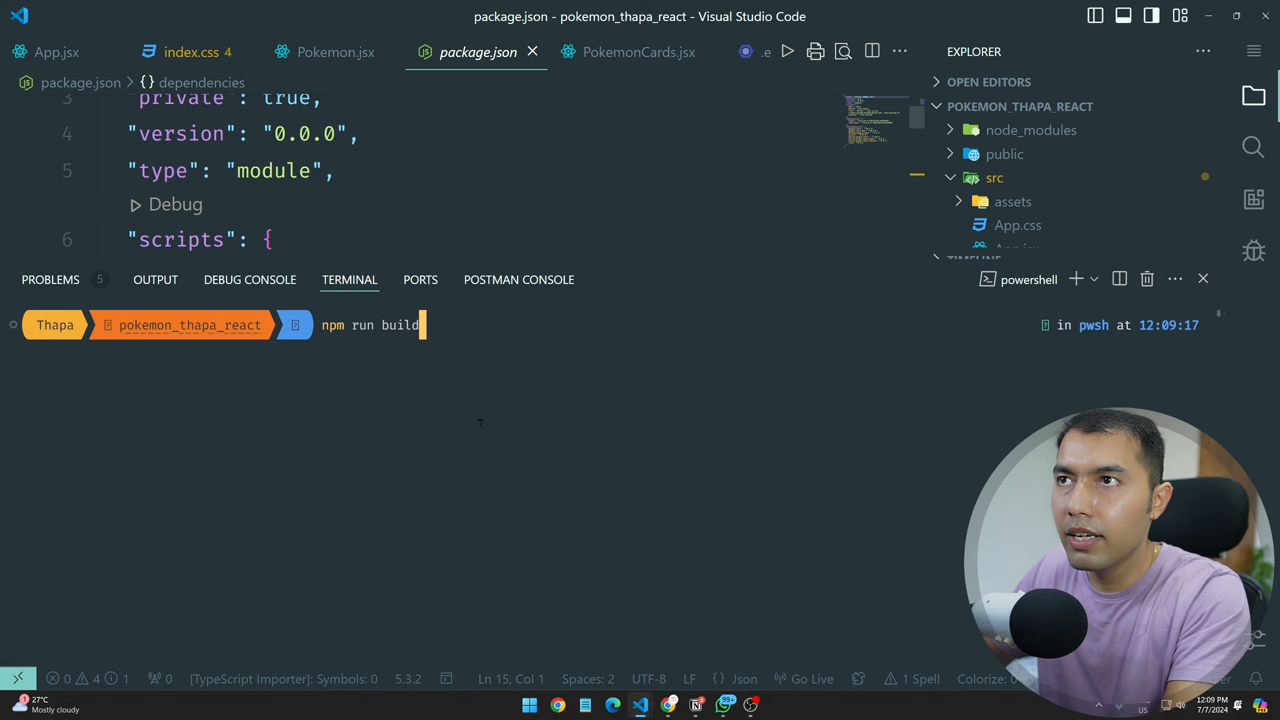 package.json - pokemon_thapa_react - Visual Studio Code
App.jsx
index.css 4
Pokemon.jsx
package.json
PokemonCards.jsx
.e
EXPLORER
package.json > {} dependencies
OPEN EDITORS
POKEMON_THAPA_REACT
node_modules
public
src
assets
App.css
3 "private": true,
4 "version": "0.0.0",
5 "type": "module",
Debug
6 "scripts": {
PROBLEMS 5
OUTPUT
DEBUG CONSOLE
TERMINAL
PORTS
POSTMAN CONSOLE
powershell
Thapa pokemon_thapa_react npm run build
in pwsh at 12:09:17
0 4 1
0
[TypeScript Importer]: Symbols: 0
5.3.2
Ln 15, Col 1
Spaces: 2
UTF-8
LF
{} Json
Go Live
1 Spell
Colorize: 0
27°C
Mostly cloudy
99+
US
12:09 PM
7/7/2024